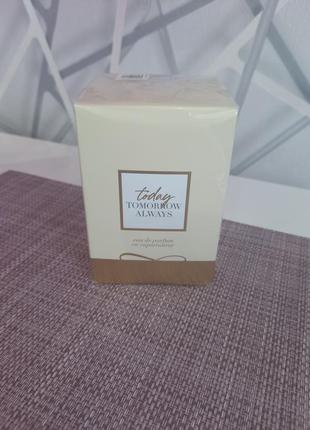 today
TOMORROW
ALWAYS
eau de parfum
en vaporisateur